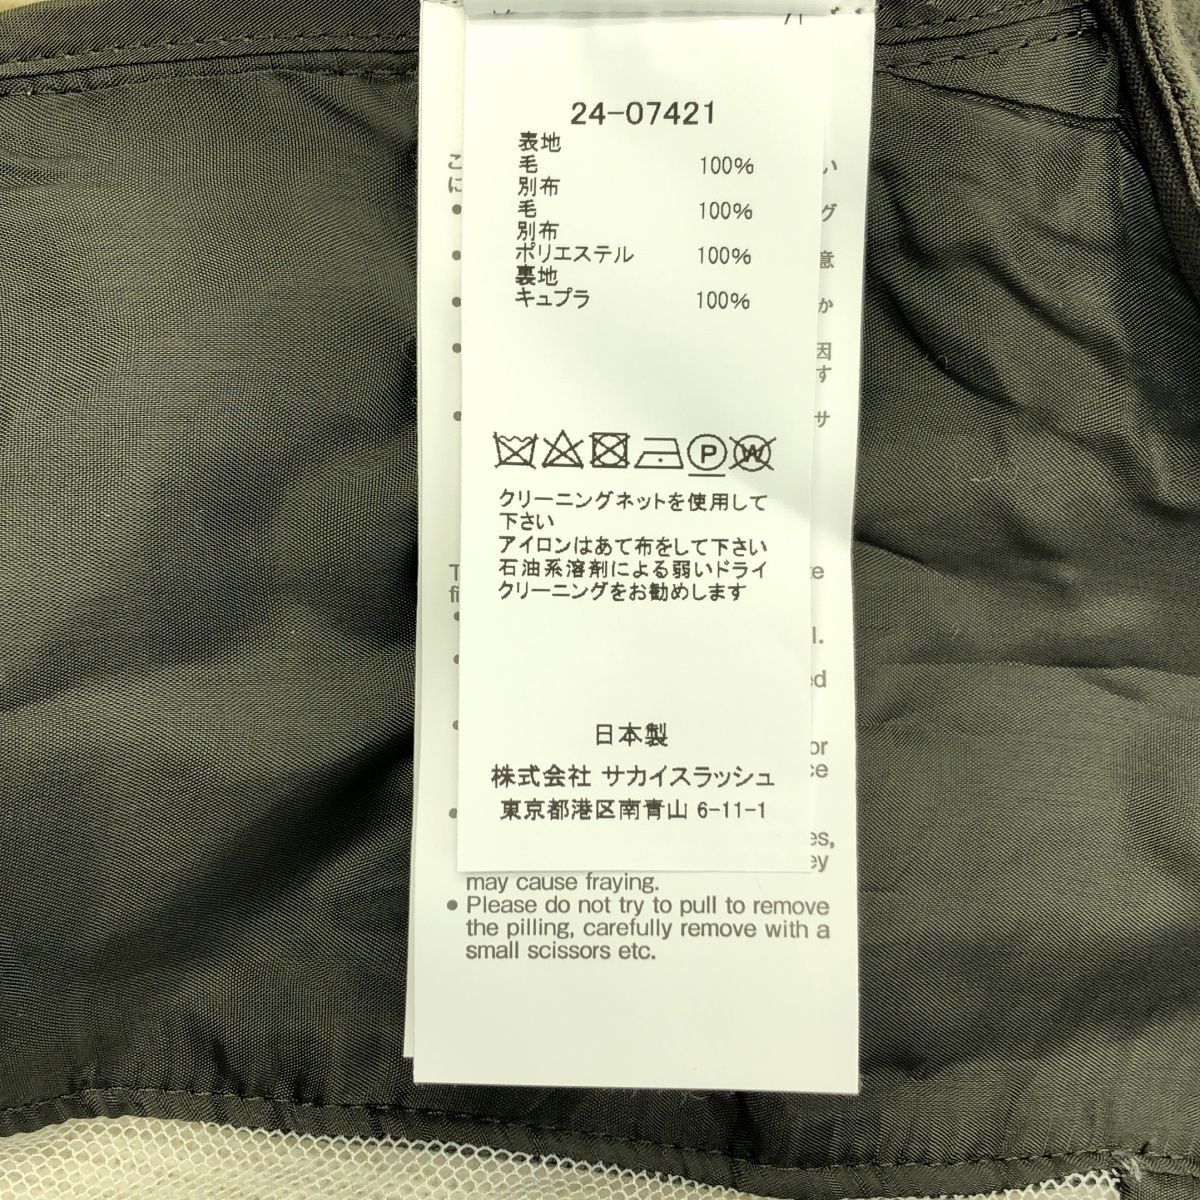 24-07421
表地
毛 100%
別布
毛 100%
別布
ポリエステル 100%
裏地
キュプラ 100%
P W
クリーニングネットを使用して
下さい
アイロンはあて布をして下さい
石油系溶剤による弱いドライ
クリーニングをお勧めします
日本製
株式会社 サカイスラッシュ
東京都港区南青山 6-11-1
may cause fraying.
● Please do not try to pull to remove
the pilling, carefully remove with a
small scissors etc.